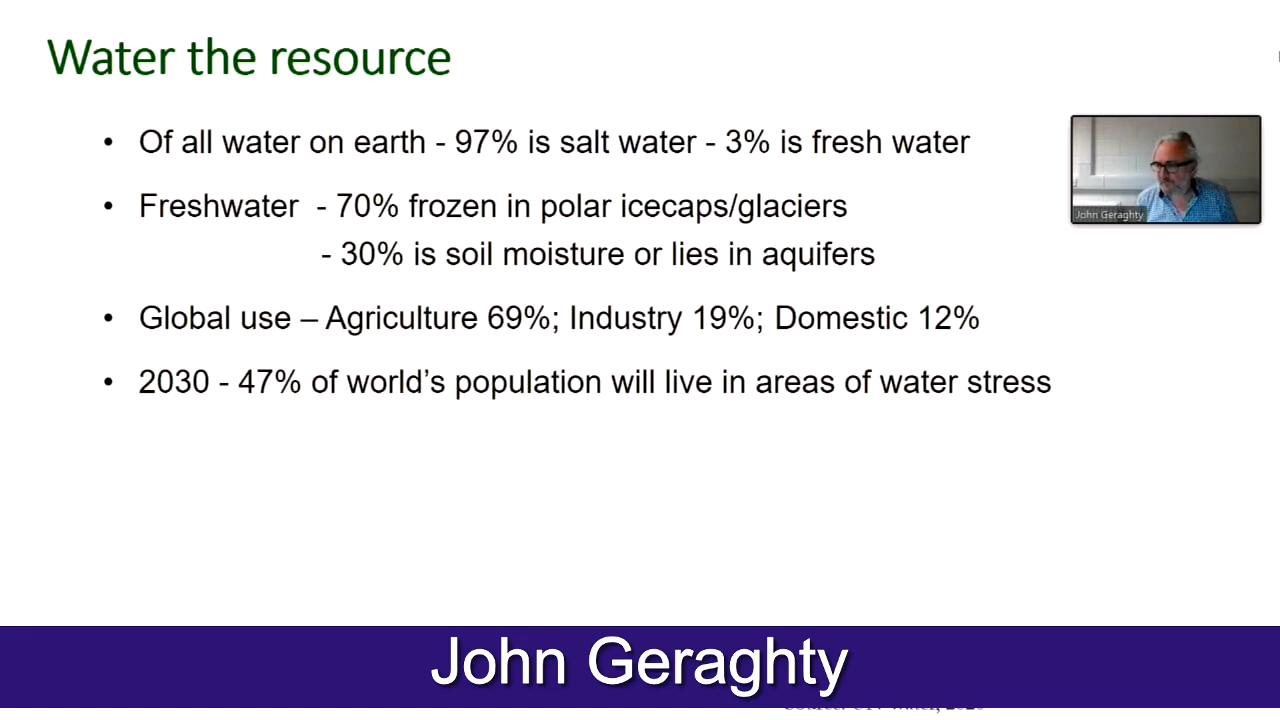 Water the resource
• Of all water on earth - 97% is salt water - 3% is fresh water
• Freshwater - 70% frozen in polar icecaps/glaciers
- 30% is soil moisture or lies in aquifers
• Global use – Agriculture 69%; Industry 19%; Domestic 12%
• 2030 - 47% of world’s population will live in areas of water stress
John Geraghty
John Geraghty